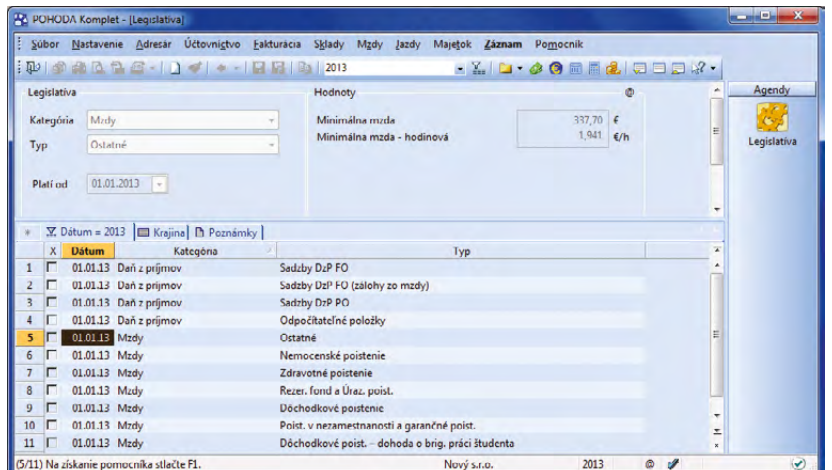 POHODA Komplet - [Legislatíva]
Súbor Nastavenie Adresár Účtovníctvo Fakturácia Sklady Mzdy Jazdy Majetok Záznam Pomocník
2013
Legislatíva Hodnoty @ Agendy
Kategória Mzdy Minimálna mzda 337,70 €
Typ Ostatné Minimálna mzda - hodinová 1,941 €/h
Legislatíva
Platí od 01.01.2013
Dátum = 2013 Krajina Poznámky
X Dátum Kategória Typ
1 01.01.13 Daň z príjmov Sadzby DzP FO
2 01.01.13 Daň z príjmov Sadzby DzP FO (zálohy zo mzdy)
3 01.01.13 Daň z príjmov Sadzby DzP PO
4 01.01.13 Daň z príjmov Odpočítateľné položky
5 01.01.13 Mzdy Ostatné
6 01.01.13 Mzdy Nemocenské poistenie
7 01.01.13 Mzdy Zdravotné poistenie
8 01.01.13 Mzdy Rezer. fond a Úraz. poist.
9 01.01.13 Mzdy Dôchodkové poistenie
10 01.01.13 Mzdy Poist. v nezamestnanosti a garančné poist.
11 01.01.13 Mzdy Dôchodkové poist. – dohoda o brig. práci študenta
(5/11) Na získanie pomocníka stlačte F1. Nový s.r.o. 2013 @